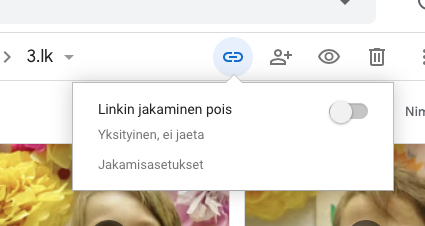 3.lk
Linkin jakaminen pois
Yksityinen, ei jaeta
Jakamisasetukset